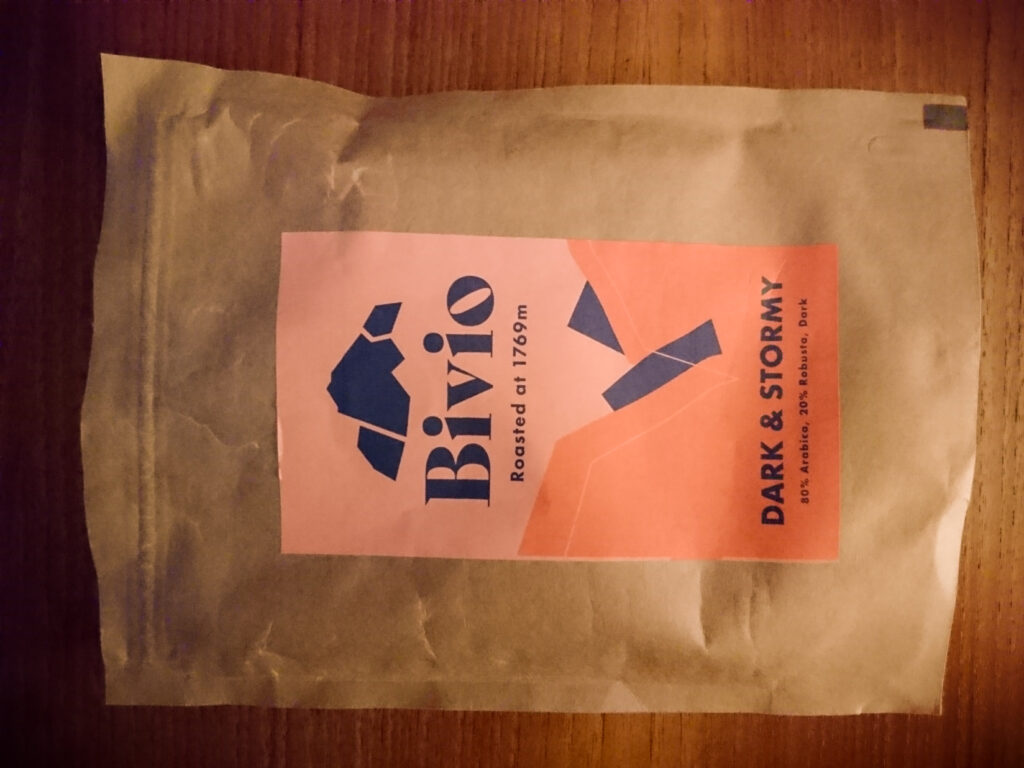 Bivio
Roasted at 1769m
DARK & STORMY
80% Arabica, 20% Robusta, Dark